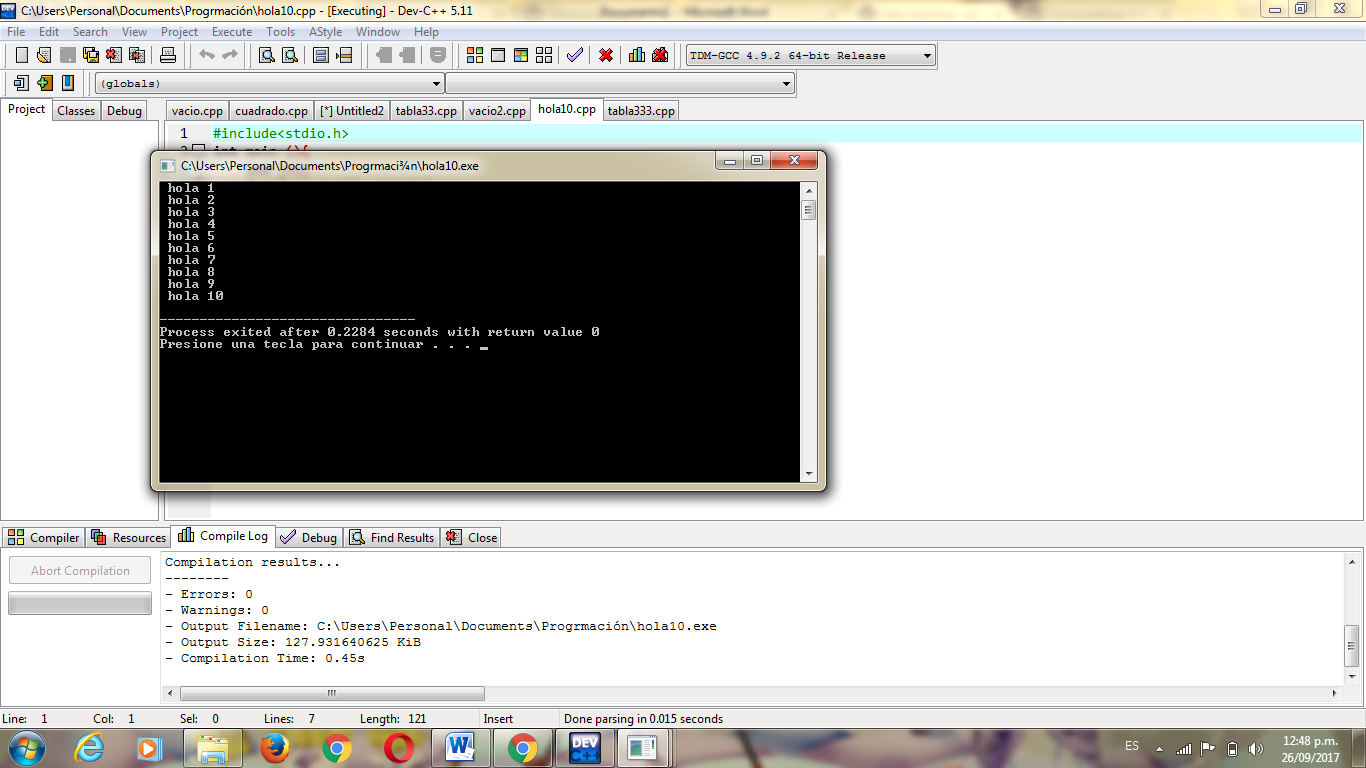 C:\Users\Personal\Documents\Progrmación\hola10.cpp - [Executing] - Dev-C++ 5.11
File Edit Search View Project Execute Tools AStyle Window Help
TDM-GCC 4.9.2 64-bit Release
(globals)
Project Classes Debug vacio.cpp cuadrado.cpp [*] Untitled2 tabla33.cpp vacio2.cpp hola10.cpp tabla333.cpp
1 #include<stdio.h>
C:\Users\Personal\Documents\Progrmaci¾n\hola10.exe
hola 1
hola 2
hola 3
hola 4
hola 5
hola 6
hola 7
hola 8
hola 9
hola 10
--------------------------------
Process exited after 0.2284 seconds with return value 0
Presione una tecla para continuar . . . _
Compiler Resources Compile Log Debug Find Results Close
Abort Compilation
Compilation results...
--------
- Errors: 0
- Warnings: 0
- Output Filename: C:\Users\Personal\Documents\Progrmación\hola10.exe
- Output Size: 127.931640625 KiB
- Compilation Time: 0.45s
Line: 1 Col: 1 Sel: 0 Lines: 7 Length: 121 Insert Done parsing in 0.015 seconds
W DEV C++ ES 12:48 p.m.
26/09/2017